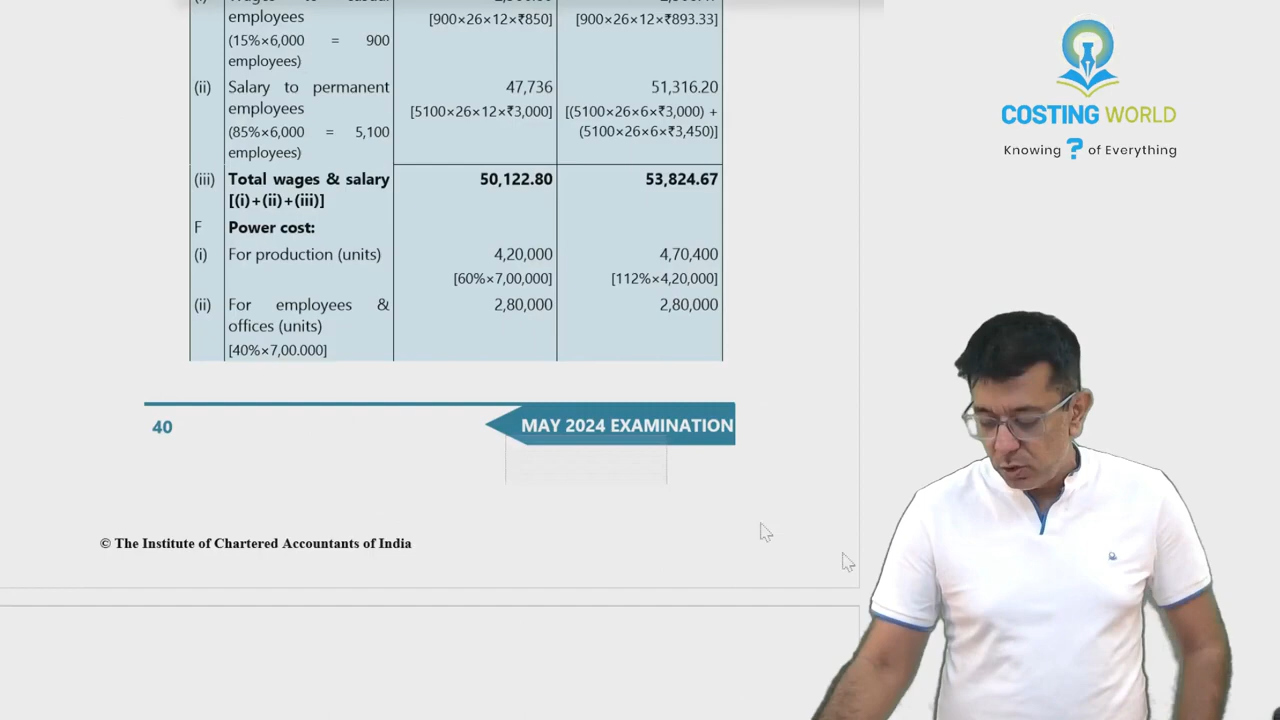 employees
[900×26×12×₹850]
[900×26×12×₹893.33]
(15%×6,000 = 900
employees)
(ii) Salary to permanent 47,736 51,316.20
employees [5100×26×12×₹3,000] [(5100×26×6×₹3,000) +
(85%×6,000 = 5,100 (5100×26×6×₹3,450)]
employees)
(iii) Total wages & salary 50,122.80 53,824.67
[(i)+(ii)+(iii)]
F Power cost:
(i) For production (units) 4,20,000 4,70,400
[60%×7,00,000] [112%×4,20,000]
(ii) For employees & 2,80,000 2,80,000
offices (units)
[40%×7,00.000]
40 MAY 2024 EXAMINATION
© The Institute of Chartered Accountants of India
COSTING WORLD
Knowing ? of Everything